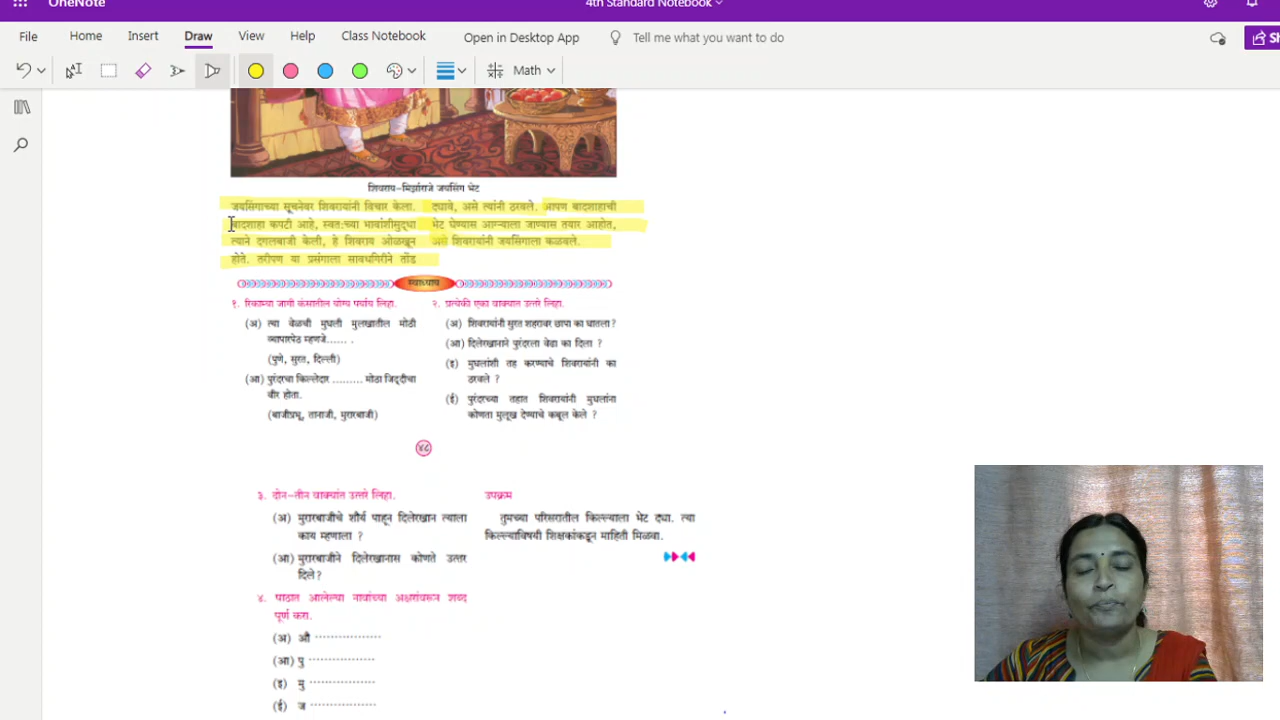 OneNote
4th Standard Notebook
File Home Insert Draw View Help Class Notebook Open in Desktop App Tell me what you want to do
Sh
Math
शिवराय-मिर्झाराजे जयसिंग भेट
जयसिंगाच्या सूचनेवर शिवरायांनी विचार केला.
बादशाहा कपटी आहे, स्वत:च्या भावांशीसुद्धा
त्याने दगलबाजी केली, हे शिवराय ओळखून
होते. तरीपण या प्रसंगाला सावधगिरीने तोंड
द्यावे, असे त्यांनी ठरवले. आपण बादशाहाची
भेट घेण्यास आग्ऱ्याला जाण्यास तयार आहोत,
असे शिवरायांनी जयसिंगाला कळवले.
स्वाध्याय
१. रिकाम्या जागी कंसातील योग्य पर्याय लिहा.
(अ) त्या वेळची मुघली मुलखातील मोठी
व्यापारपेठ म्हणजे...... .
(पुणे, सुरत, दिल्ली)
(आ) पुरंदरचा किल्लेदार ......... मोठा जिद्दीचा
वीर होता.
(बाजीप्रभू, तानाजी, मुरारबाजी)
२. प्रत्येकी एका वाक्यात उत्तरे लिहा.
(अ) शिवरायांनी सुरत शहरावर छापा का घातला?
(आ) दिलेरखानाने पुरंदरला वेढा का दिला ?
(इ) मुघलांशी तह करण्याचे शिवरायांनी का
ठरवले ?
(ई) पुरंदरच्या तहात शिवरायांनी मुघलांना
कोणता मुलूख देण्याचे कबूल केले ?
४८
३. दोन-तीन वाक्यांत उत्तरे लिहा.
(अ) मुरारबाजीचे शौर्य पाहून दिलेरखान त्याला
काय म्हणाला ?
(आ) मुरारबाजीने दिलेरखानास कोणते उत्तर
दिले?
४. पाठात आलेल्या नावांच्या अक्षरांवरून शब्द
पूर्ण करा.
(अ) औ .................
(आ) पु .................
(इ) मु .................
(ई) ज .................
उपक्रम
तुमच्या परिसरातील किल्ल्याला भेट द्या. त्या
किल्ल्याविषयी शिक्षकांकडून माहिती मिळवा.